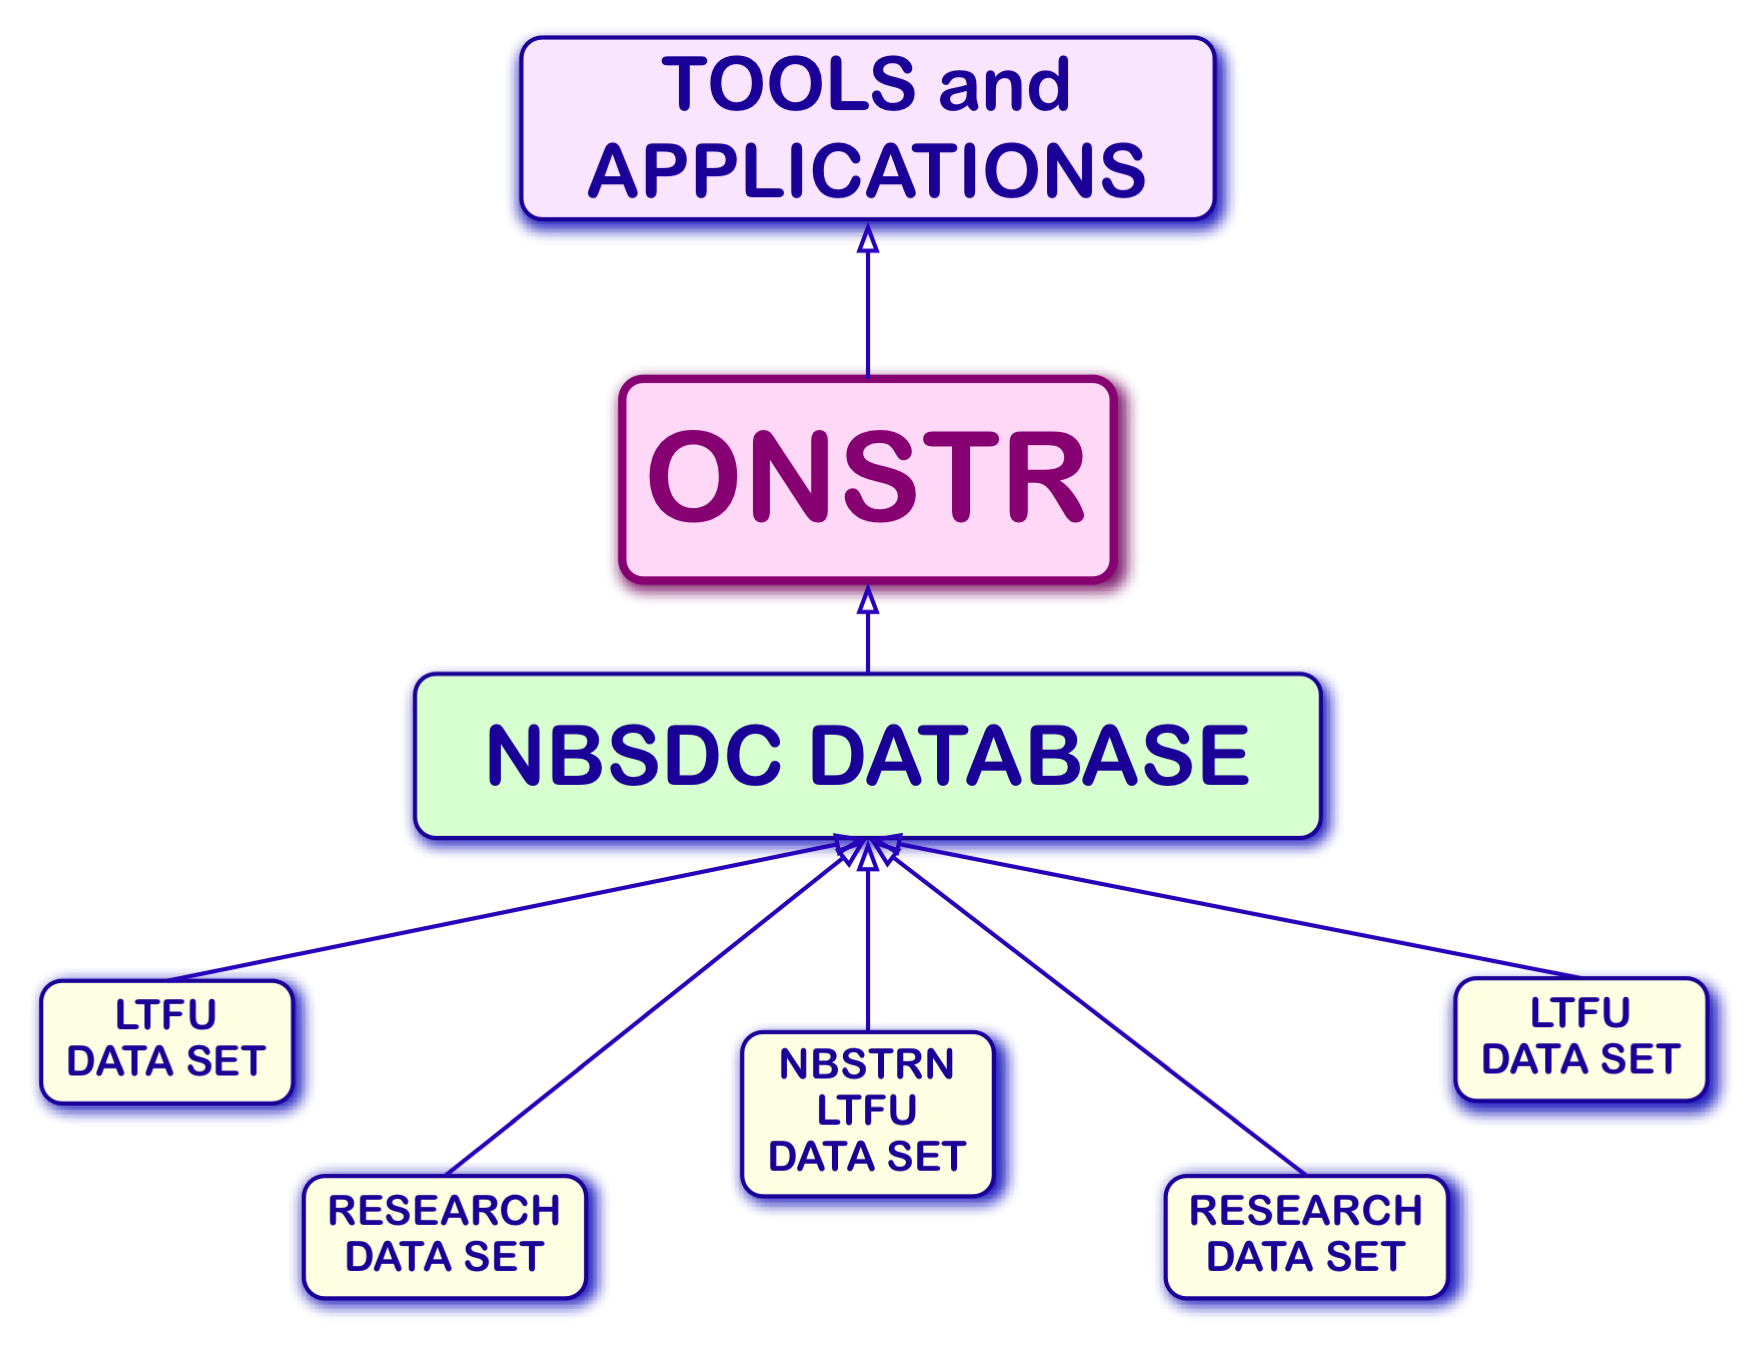 TOOLS and
APPLICATIONS
ONSTR
NBSDC DATABASE
LTFU
DATA SET
RESEARCH
DATA SET
NBSTRN
LTFU
DATA SET
RESEARCH
DATA SET
LTFU
DATA SET